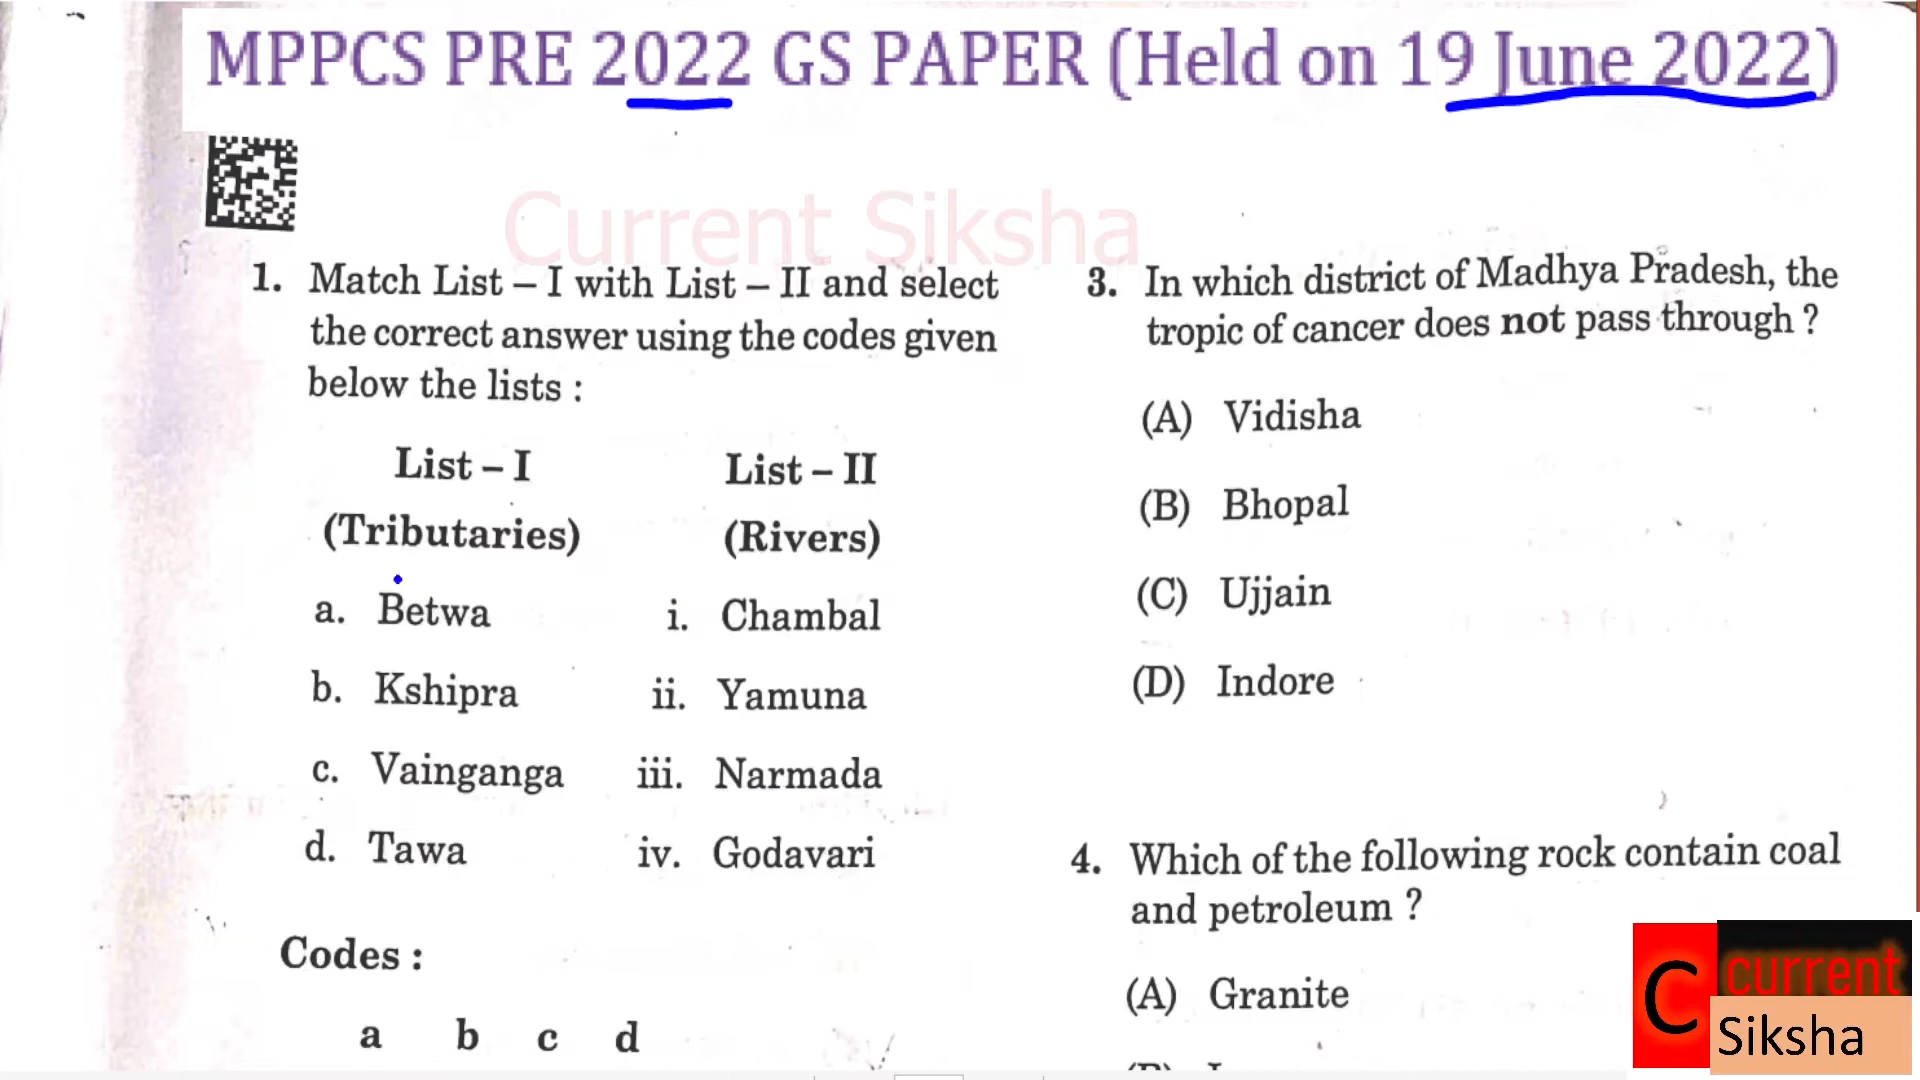 MPPCS PRE 2022 GS PAPER (Held on 19 June 2022)
Current Siksha
1. Match List – I with List – II and select
the correct answer using the codes given
below the lists :
List – I List – II
(Tributaries) (Rivers)
a. Betwa i. Chambal
b. Kshipra ii. Yamuna
c. Vainganga iii. Narmada
d. Tawa iv. Godavari
Codes :
a b c d
3. In which district of Madhya Pradesh, the
tropic of cancer does not pass through ?
(A) Vidisha
(B) Bhopal
(C) Ujjain
(D) Indore
4. Which of the following rock contain coal
and petroleum ?
(A) Granite
C current
Siksha